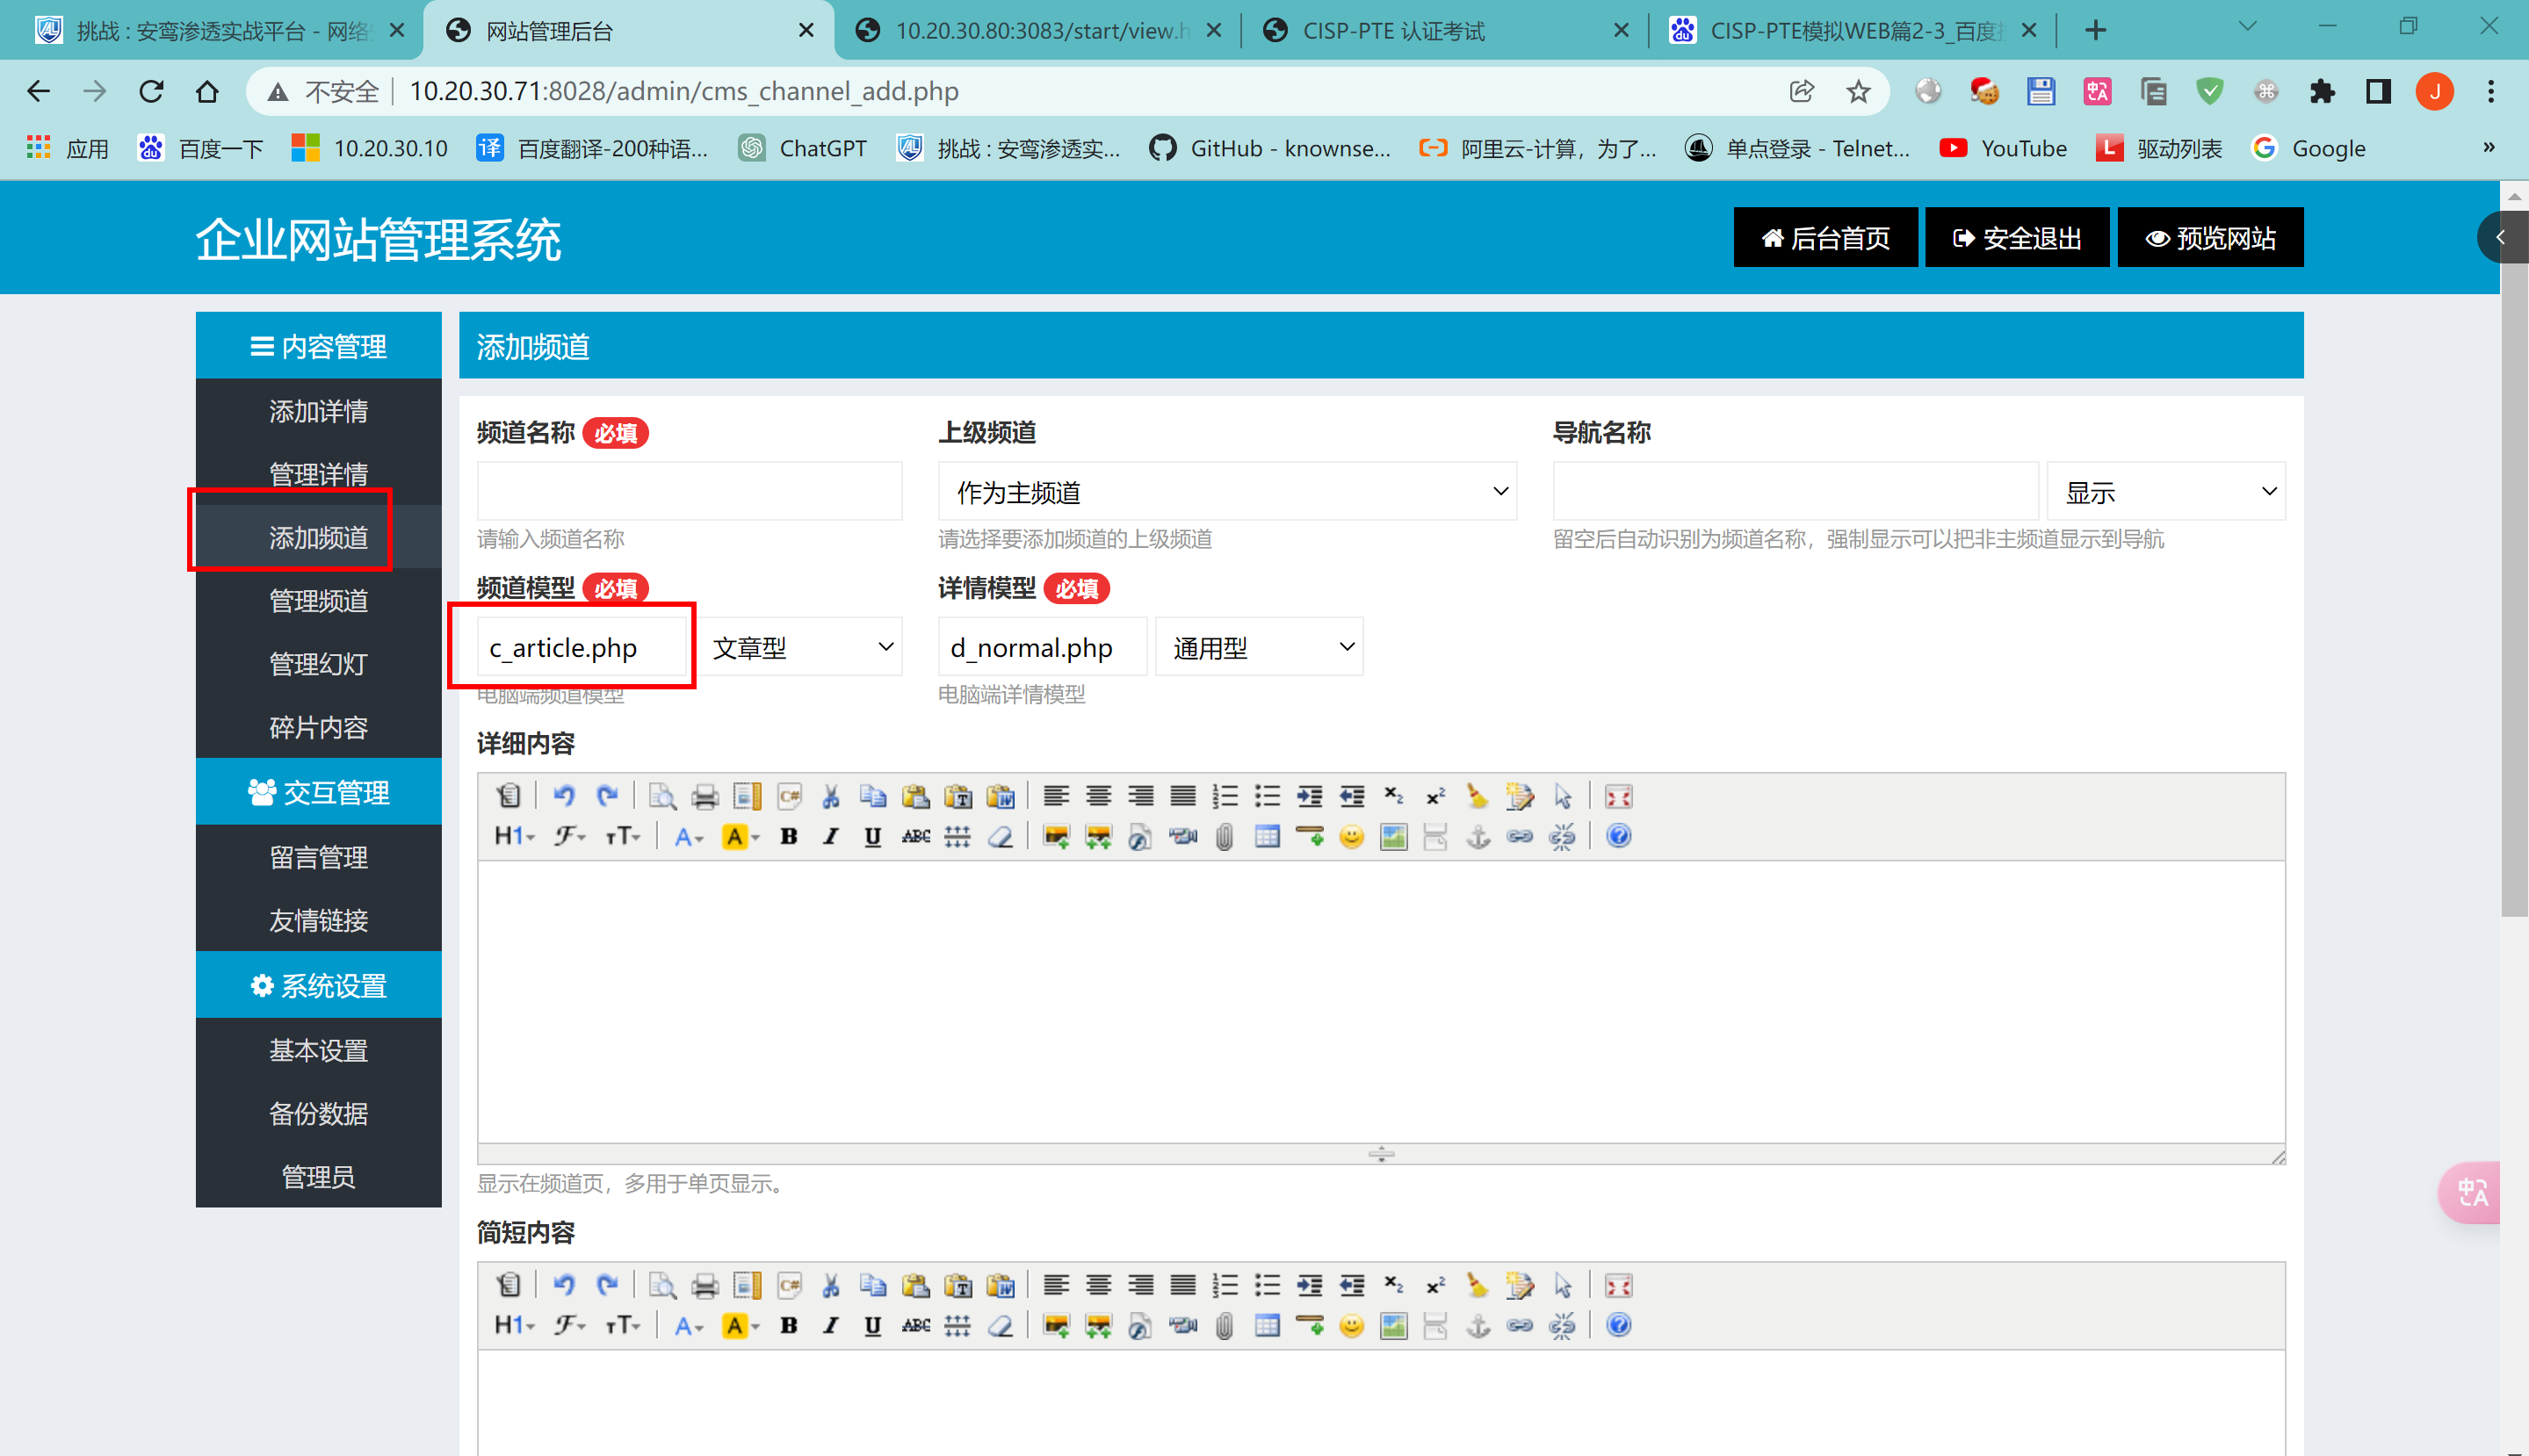 挑战 : 安鸾渗透实战平台 - 网络
网站管理后台
10.20.30.80:3083/start/view.h
CISP-PTE 认证考试
CISP-PTE模拟WEB篇2-3_百度
不安全
10.20.30.71:8028/admin/cms_channel_add.php
J
应用
百度一下
10.20.30.10
译
百度翻译-200种语...
ChatGPT
挑战 : 安鸾渗透实...
GitHub - knownse...
阿里云-计算，为了...
单点登录 - Telnet...
YouTube
L
驱动列表
Google
»
企业网站管理系统
后台首页
安全退出
预览网站
内容管理
添加详情
管理详情
添加频道
管理频道
管理幻灯
碎片内容
交互管理
留言管理
友情链接
系统设置
基本设置
备份数据
管理员
添加频道
频道名称 必填
上级频道
导航名称
作为主频道
显示
请输入频道名称
请选择要添加频道的上级频道
留空后自动识别为频道名称，强制显示可以把非主频道显示到导航
频道模型 必填
详情模型 必填
c_article.php
文章型
d_normal.php
通用型
电脑端频道模型
电脑端详情模型
详细内容
显示在频道页，多用于单页显示。
简短内容